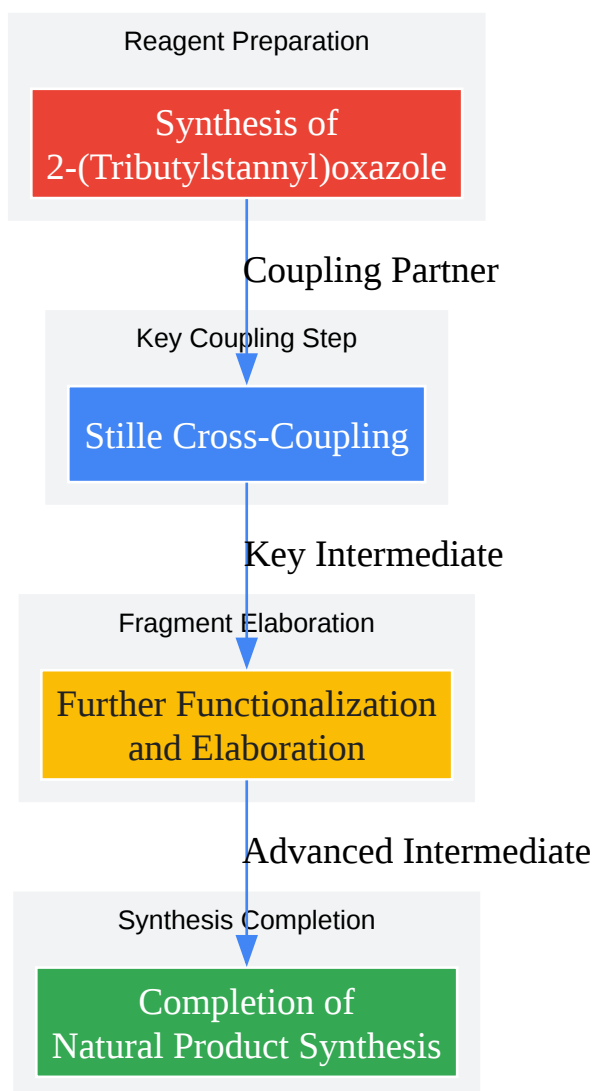 Reagent Preparation
Synthesis of
2-(Tributylstannyl)oxazole
Coupling Partner
Key Coupling Step
Stille Cross-Coupling
Key Intermediate
Fragment Elaboration
Further Functionalization
and Elaboration
Advanced Intermediate
Synthesis Completion
Completion of
Natural Product Synthesis